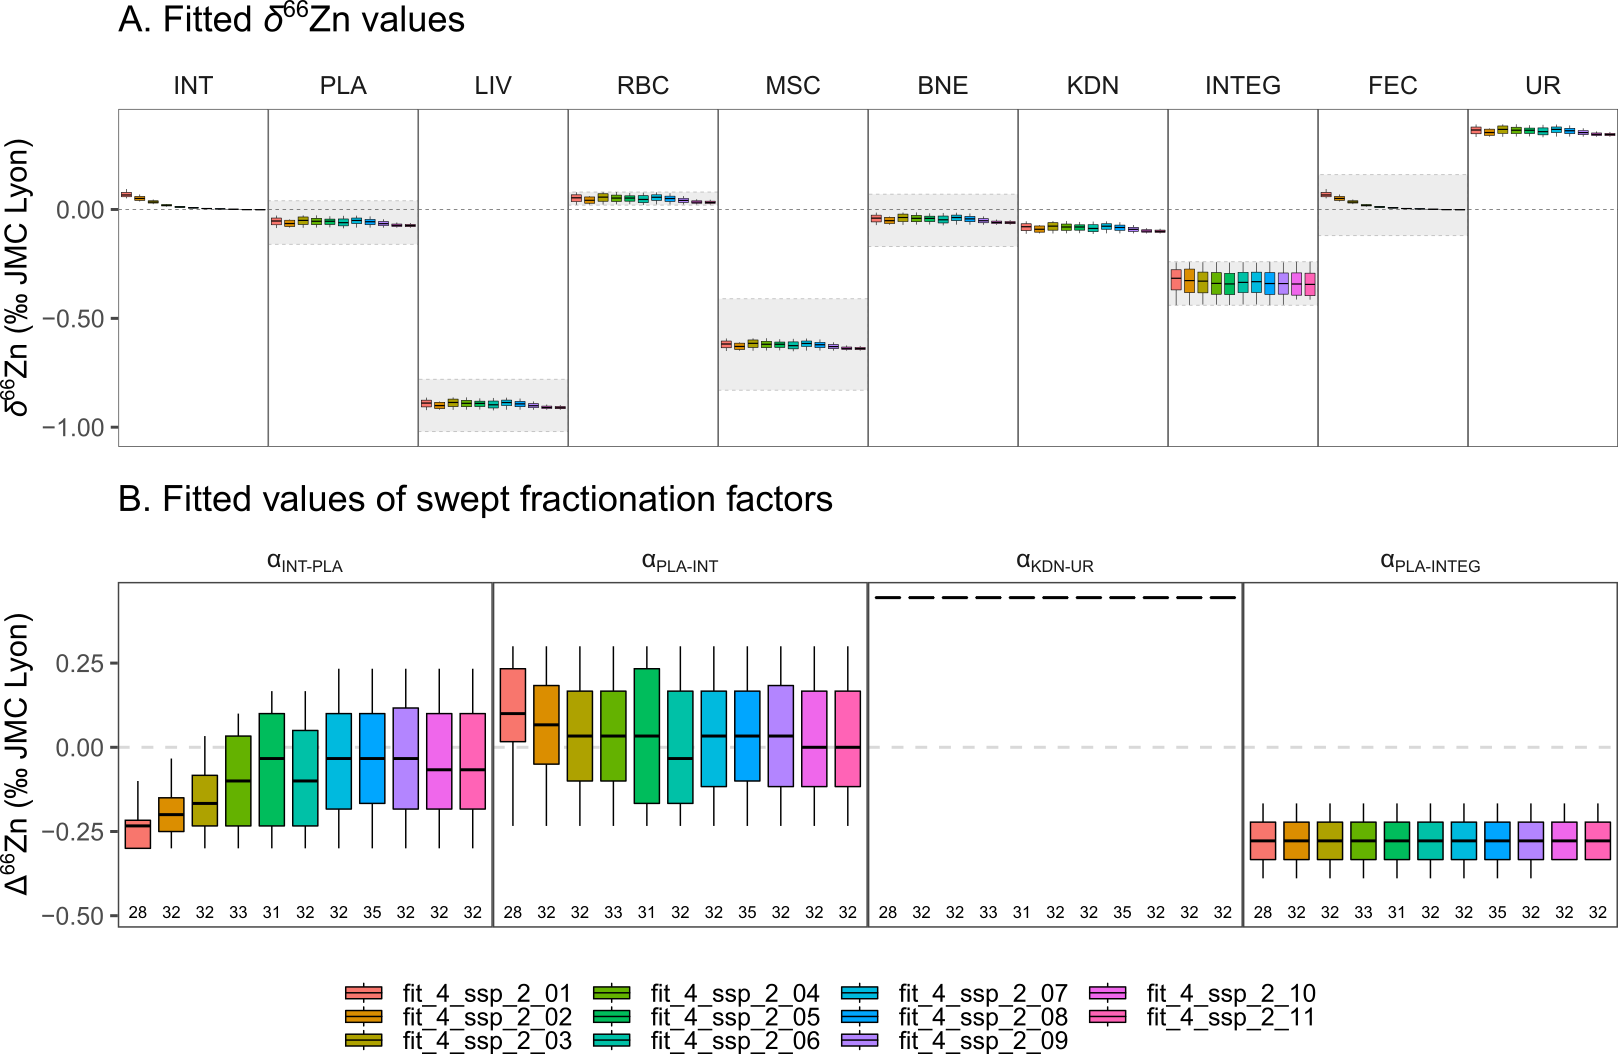 A. Fitted δ⁶⁶Zn values
INT PLA LIV RBC MSC BNE KDN INTEG FEC UR
δ⁶⁶Zn (‰ JMC Lyon)
0.00
−0.50
−1.00
B. Fitted values of swept fractionation factors
αINT-PLA αPLA-INT αKDN-UR αPLA-INTEG
Δ⁶⁶Zn (‰ JMC Lyon)
0.25
0.00
−0.25
−0.50
28 32 32 33 31 32 32 35 32 32 32 28 32 32 33 31 32 32 35 32 32 32 28 32 32 33 31 32 32 35 32 32 32 28 32 32 33 31 32 32 35 32 32 32
fit_4_ssp_2_01 fit_4_ssp_2_04 fit_4_ssp_2_07 fit_4_ssp_2_10
fit_4_ssp_2_02 fit_4_ssp_2_05 fit_4_ssp_2_08 fit_4_ssp_2_11
fit_4_ssp_2_03 fit_4_ssp_2_06 fit_4_ssp_2_09